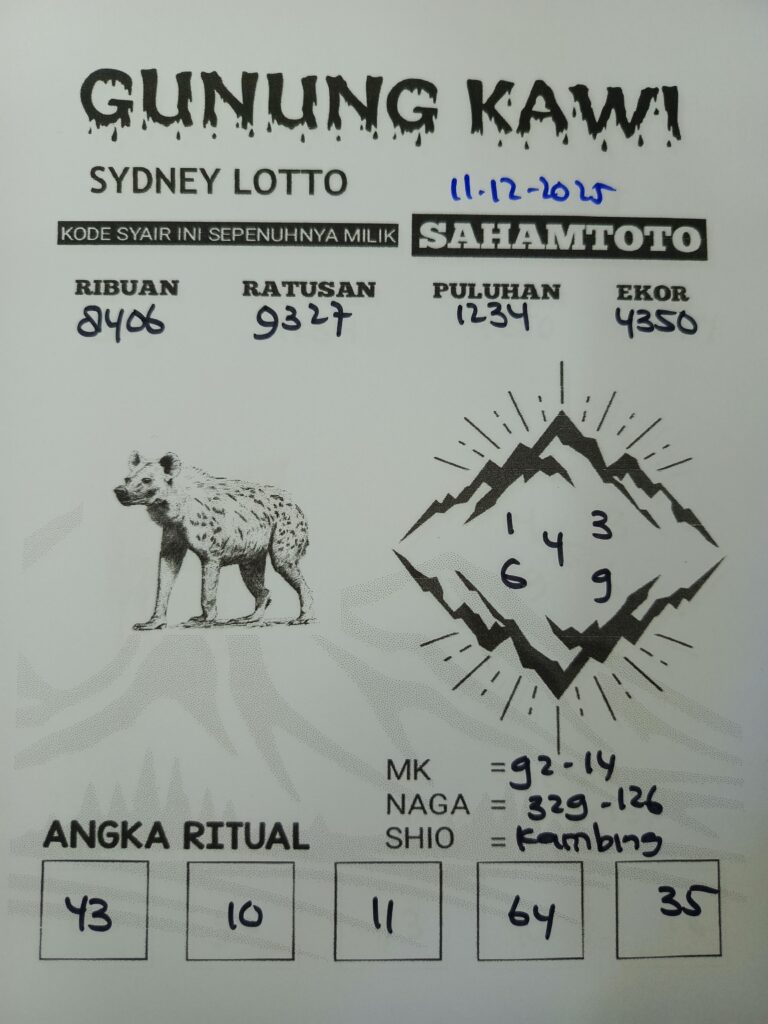 GUNUNG KAWI
SYDNEY LOTTO 11-12-2025
KODE SYAIR INI SEPENUHNYA MILIK SAHAMTOTO
RIBUAN RATUSAN PULUHAN EKOR
8406 9327 1234 4350
1 3
4
6 9
MK = 92-14
NAGA = 329-126
SHIO = Kambing
ANGKA RITUAL
43 10 11 64 35